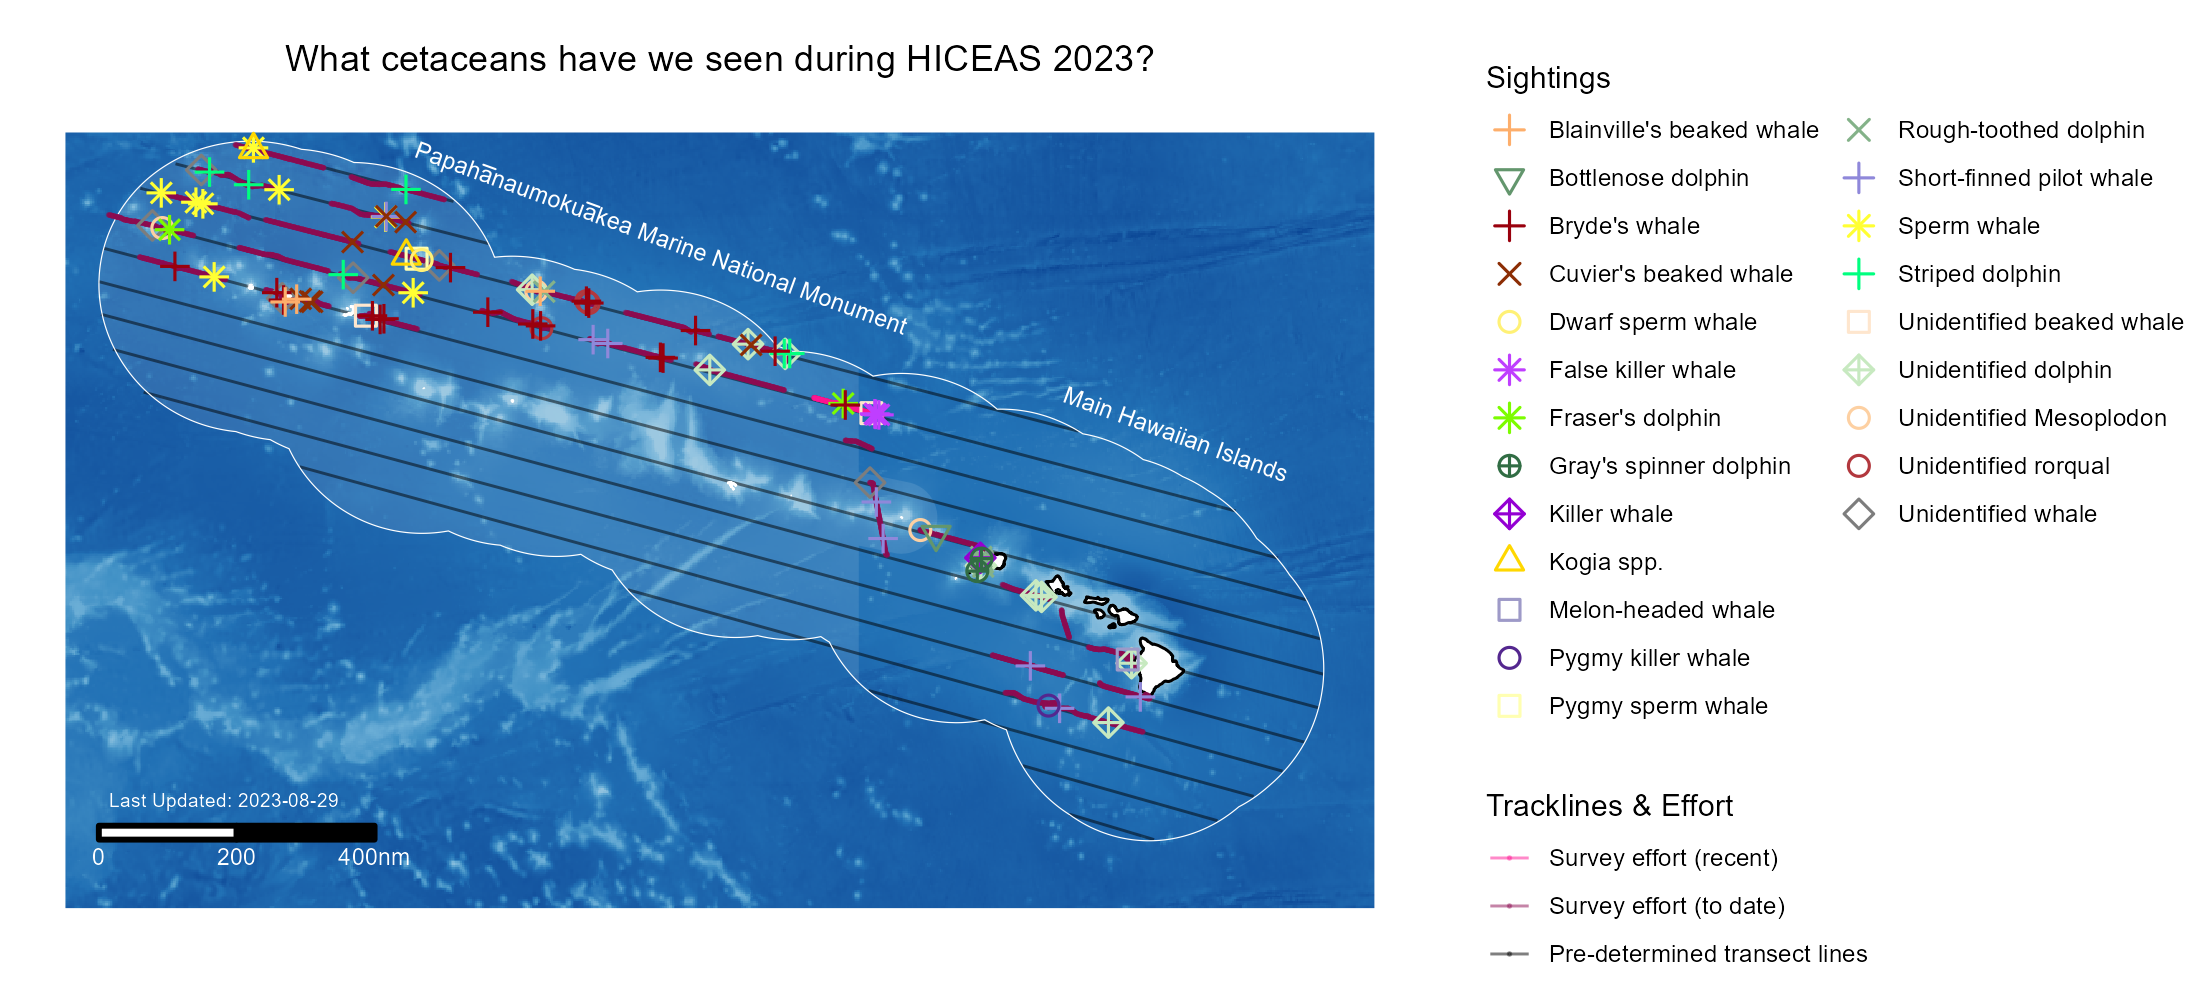 What cetaceans have we seen during HICEAS 2023?
Papahānaumokuākea Marine National Monument
Main Hawaiian Islands
Last Updated: 2023-08-29
0 200 400nm
Sightings
Blainville's beaked whale
Bottlenose dolphin
Bryde's whale
Cuvier's beaked whale
Dwarf sperm whale
False killer whale
Fraser's dolphin
Gray's spinner dolphin
Killer whale
Kogia spp.
Melon-headed whale
Pygmy killer whale
Pygmy sperm whale
Rough-toothed dolphin
Short-finned pilot whale
Sperm whale
Striped dolphin
Unidentified beaked whale
Unidentified dolphin
Unidentified Mesoplodon
Unidentified rorqual
Unidentified whale
Tracklines & Effort
Survey effort (recent)
Survey effort (to date)
Pre-determined transect lines